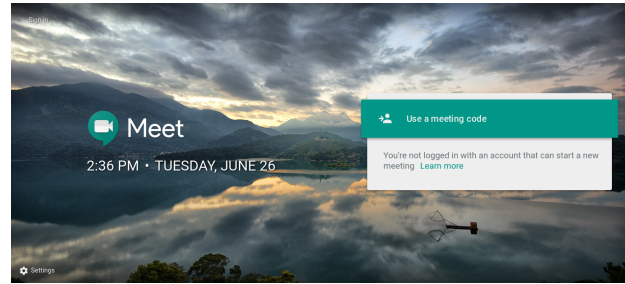 Sign in
Meet
2:36 PM • TUESDAY, JUNE 26
Use a meeting code
You're not logged in with an account that can start a new
meeting Learn more
Settings